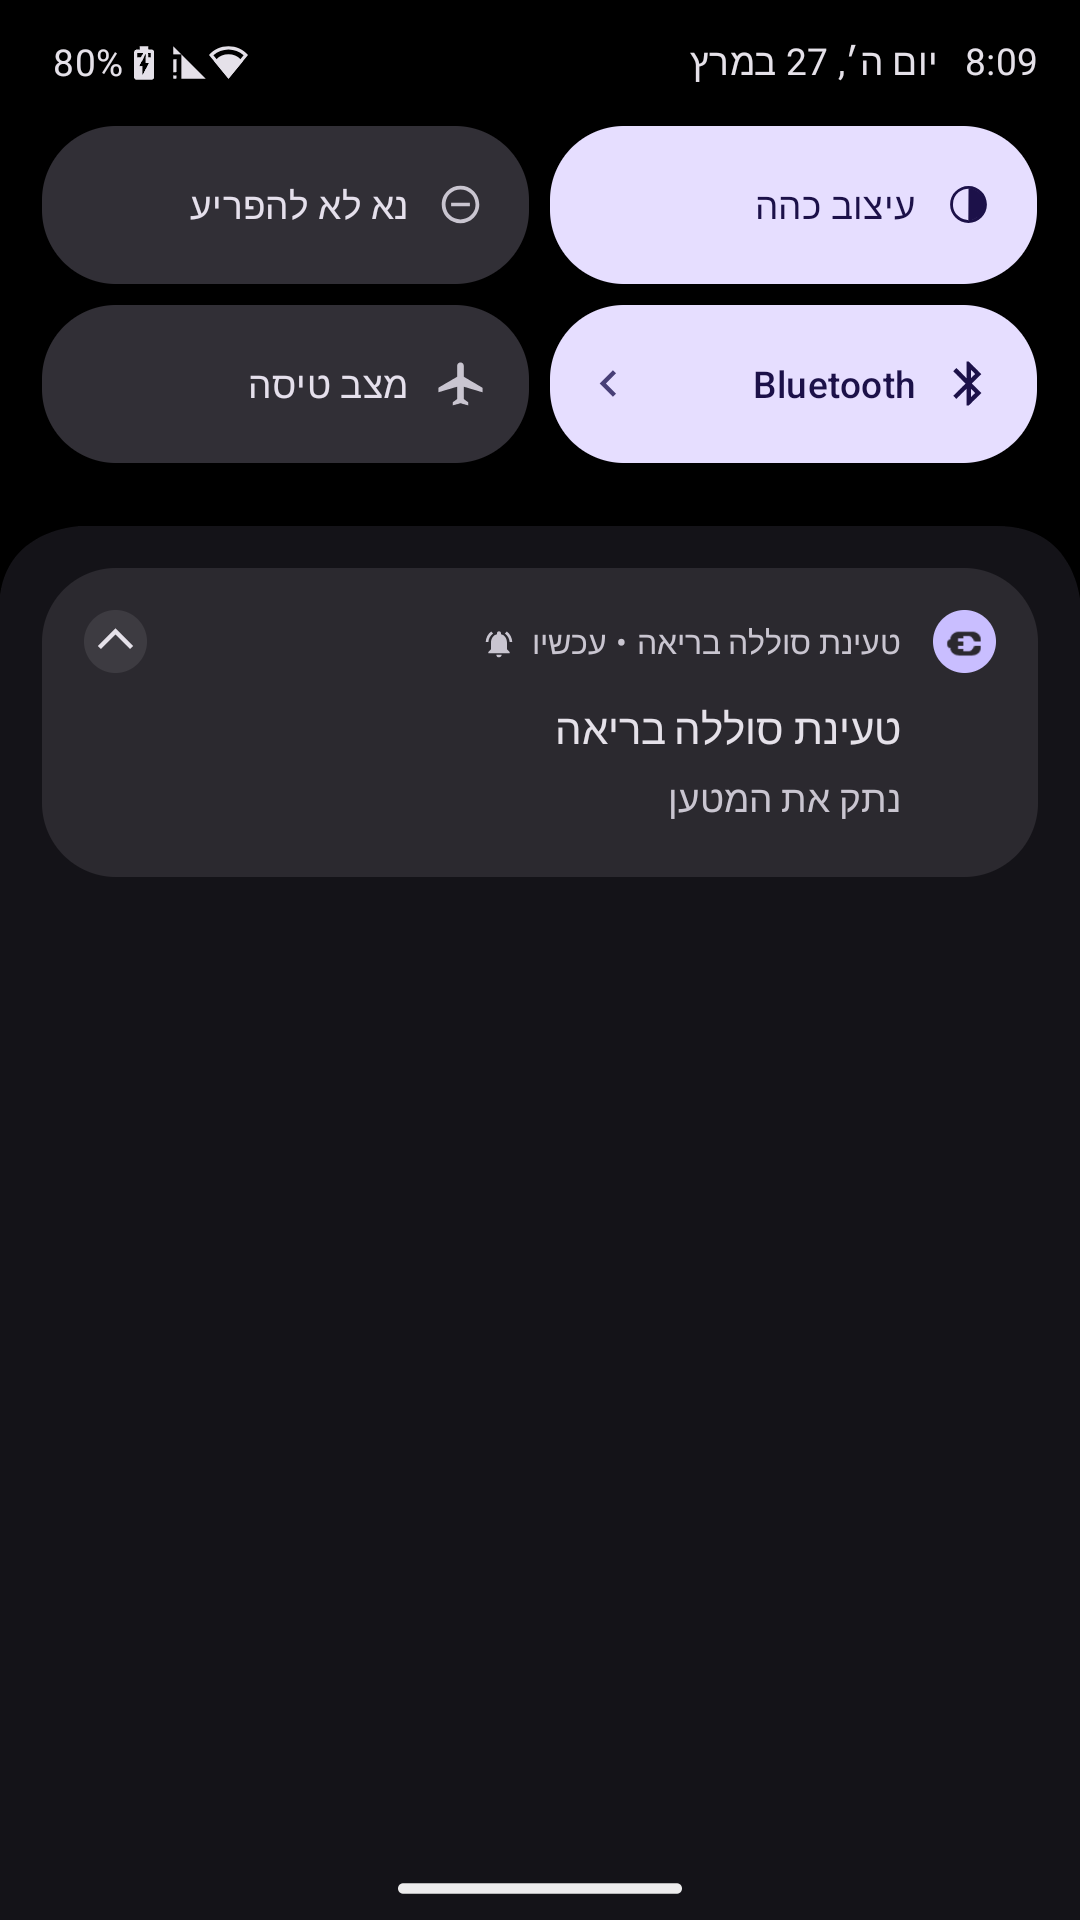 8:09 יום ה׳, 27 במרץ 80%
עיצוב כהה
נא לא להפריע
Bluetooth
מצב טיסה
טעינת סוללה בריאה • עכשיו
טעינת סוללה בריאה
נתק את המטען